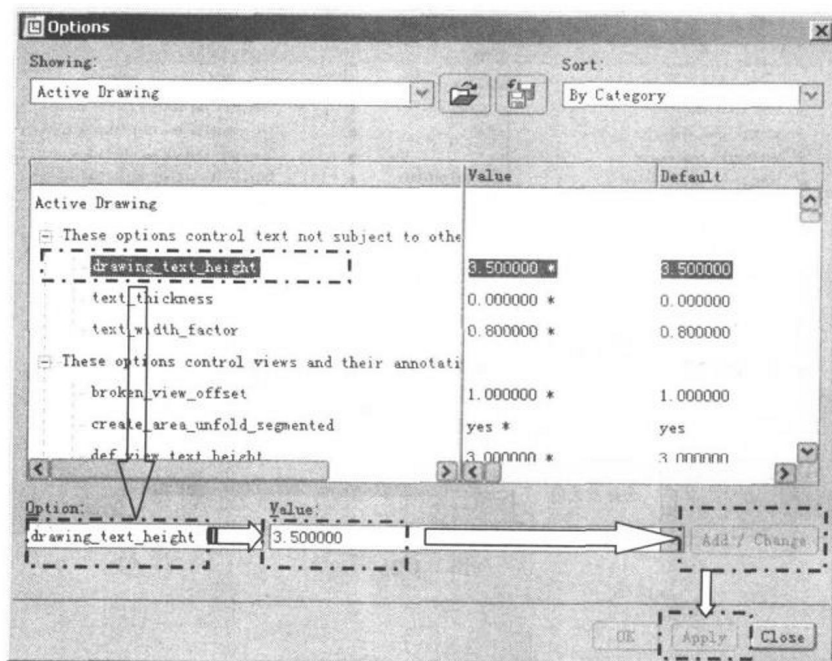 Options
Showing: Sort:
Active Drawing By Category
Value Default
Active Drawing
These options control text not subject to othe
drawing_text_height 3.500000 * 3.500000
text_thickness 0.000000 * 0.000000
text_width_factor 0.800000 * 0.800000
These options control views and their annotati
broken_view_offset 1.000000 * 1.000000
create_area_unfold_segmented yes * yes
def_view_text_height 3.000000 * 3.000000
Option: Value:
drawing_text_height 3.500000 Add / Change
OK Apply Close